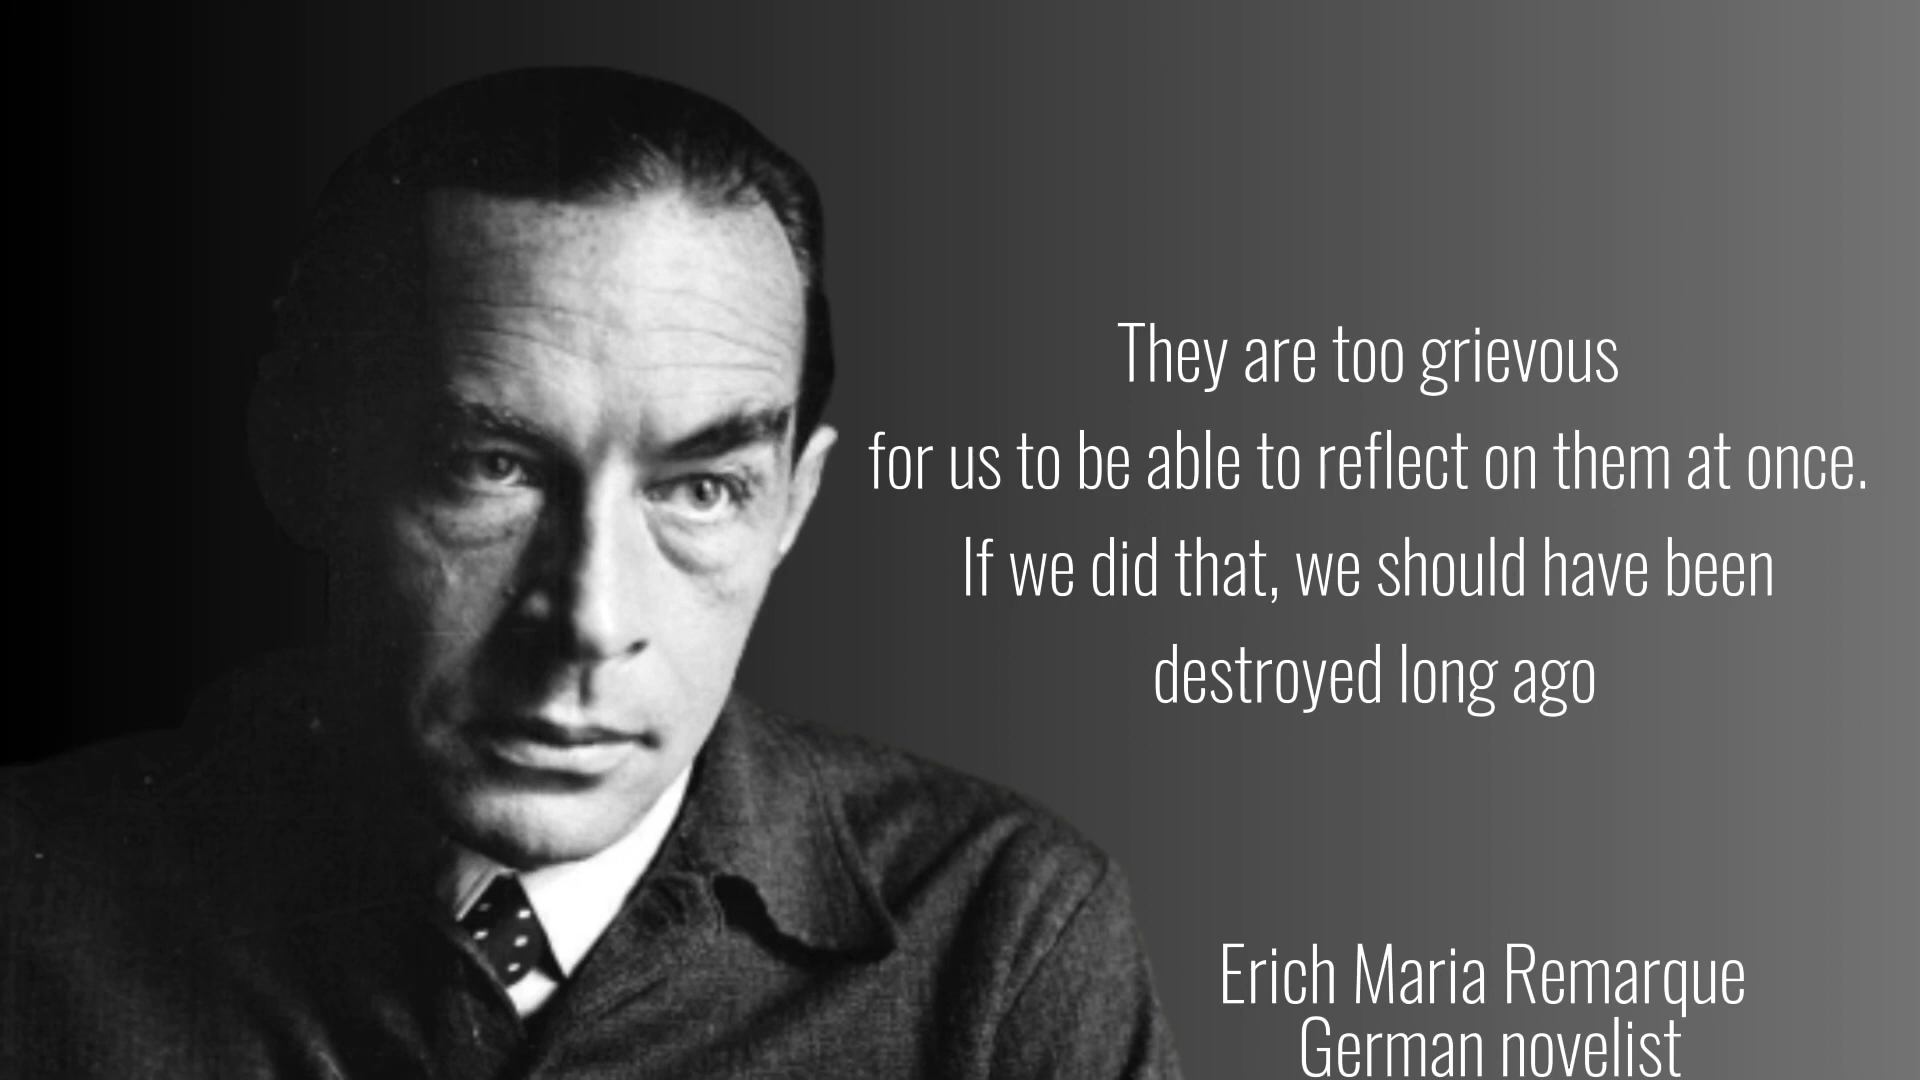 They are too grievous
for us to be able to reflect on them at once.
If we did that, we should have been
destroyed long ago
Erich Maria Remarque
German novelist